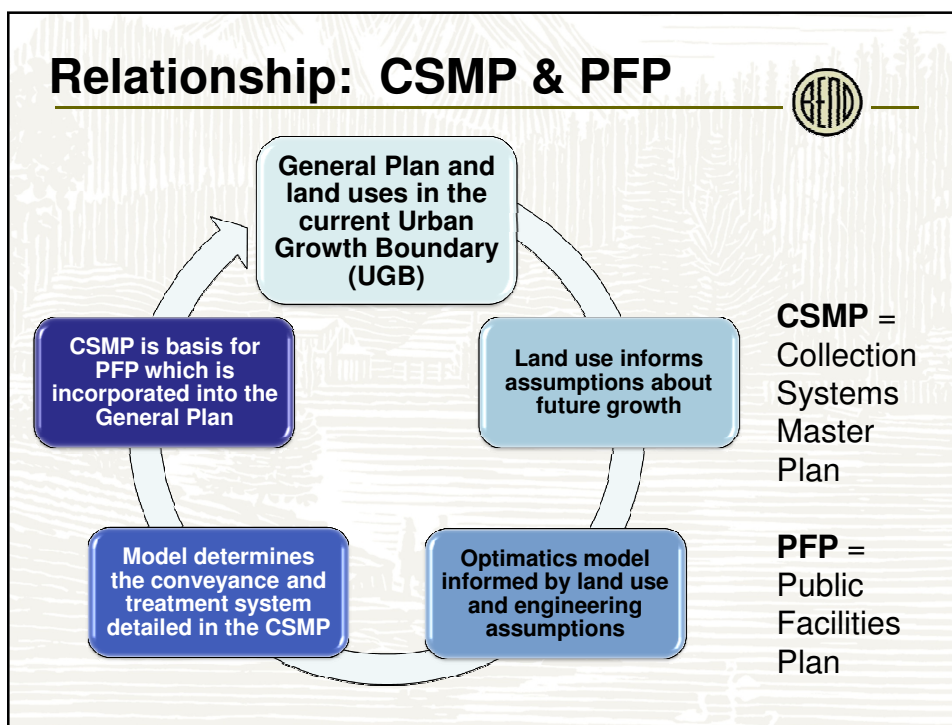 Relationship: CSMP & PFP
BEND
General Plan and
land uses in the
current Urban
Growth Boundary
(UGB)
Land use informs
assumptions about
future growth
Optimatics model
informed by land use
and engineering
assumptions
Model determines
the conveyance and
treatment system
detailed in the CSMP
CSMP is basis for
PFP which is
incorporated into the
General Plan
CSMP =
Collection
Systems
Master
Plan
PFP =
Public
Facilities
Plan